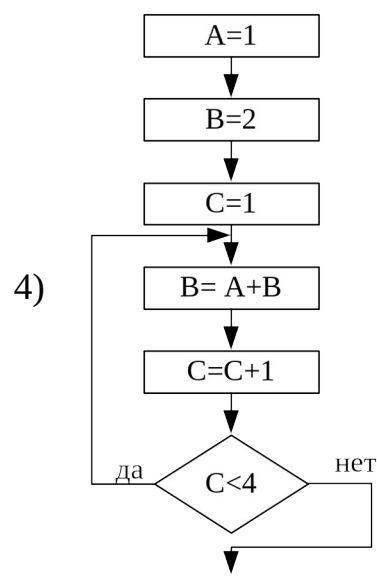 A=1
B=2
C=1
4)
B= A+B
C=C+1
да
C<4
нет